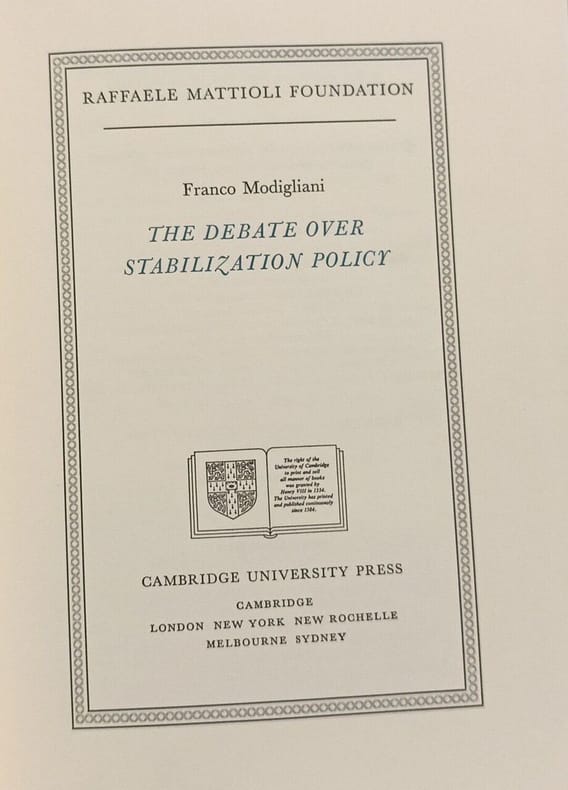 RAFFAELE MATTIOLI FOUNDATION
Franco Modigliani
THE DEBATE OVER
STABILIZATION POLICY
The right of the
University of Cambridge
to print and sell
all manner of books
was granted by
Henry VIII in 1534.
The University has printed
and published continuously
since 1584.
CAMBRIDGE UNIVERSITY PRESS
CAMBRIDGE
LONDON NEW YORK NEW ROCHELLE
MELBOURNE SYDNEY